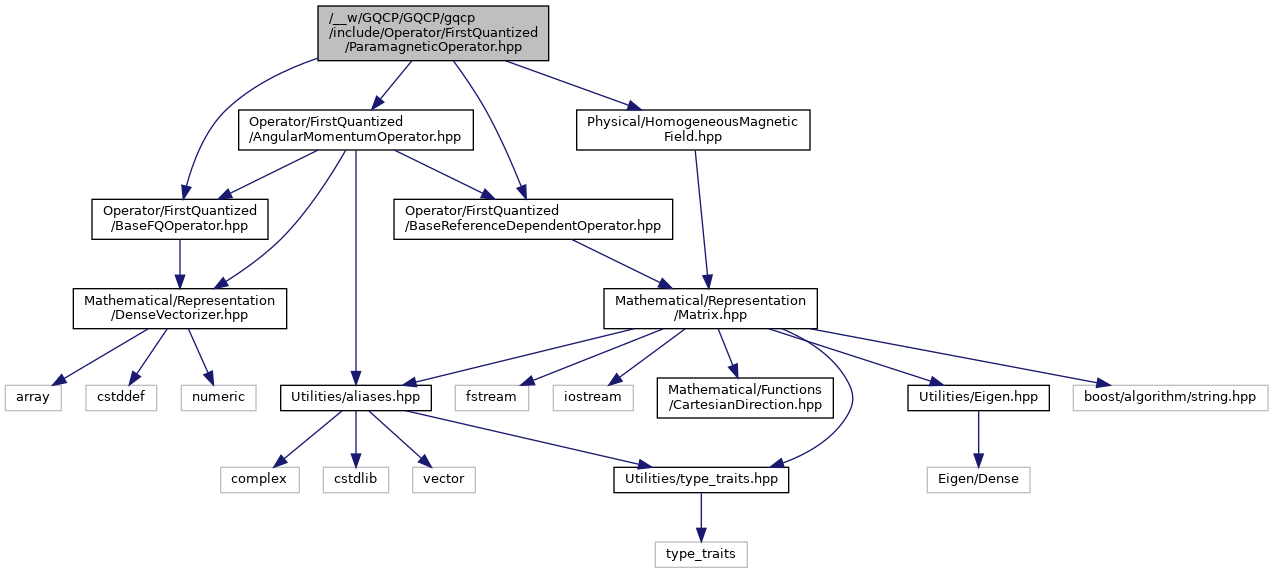 /__w/GQCP/GQCP/gqcp
/include/Operator/FirstQuantized
/ParamagneticOperator.hpp
Operator/FirstQuantized
/AngularMomentumOperator.hpp
Physical/HomogeneousMagnetic
Field.hpp
Operator/FirstQuantized
/BaseFQOperator.hpp
Operator/FirstQuantized
/BaseReferenceDependentOperator.hpp
Mathematical/Representation
/DenseVectorizer.hpp
Mathematical/Representation
/Matrix.hpp
array
cstddef
numeric
Utilities/aliases.hpp
fstream
iostream
Mathematical/Functions
/CartesianDirection.hpp
Utilities/Eigen.hpp
boost/algorithm/string.hpp
complex
cstdlib
vector
Utilities/type_traits.hpp
Eigen/Dense
type_traits